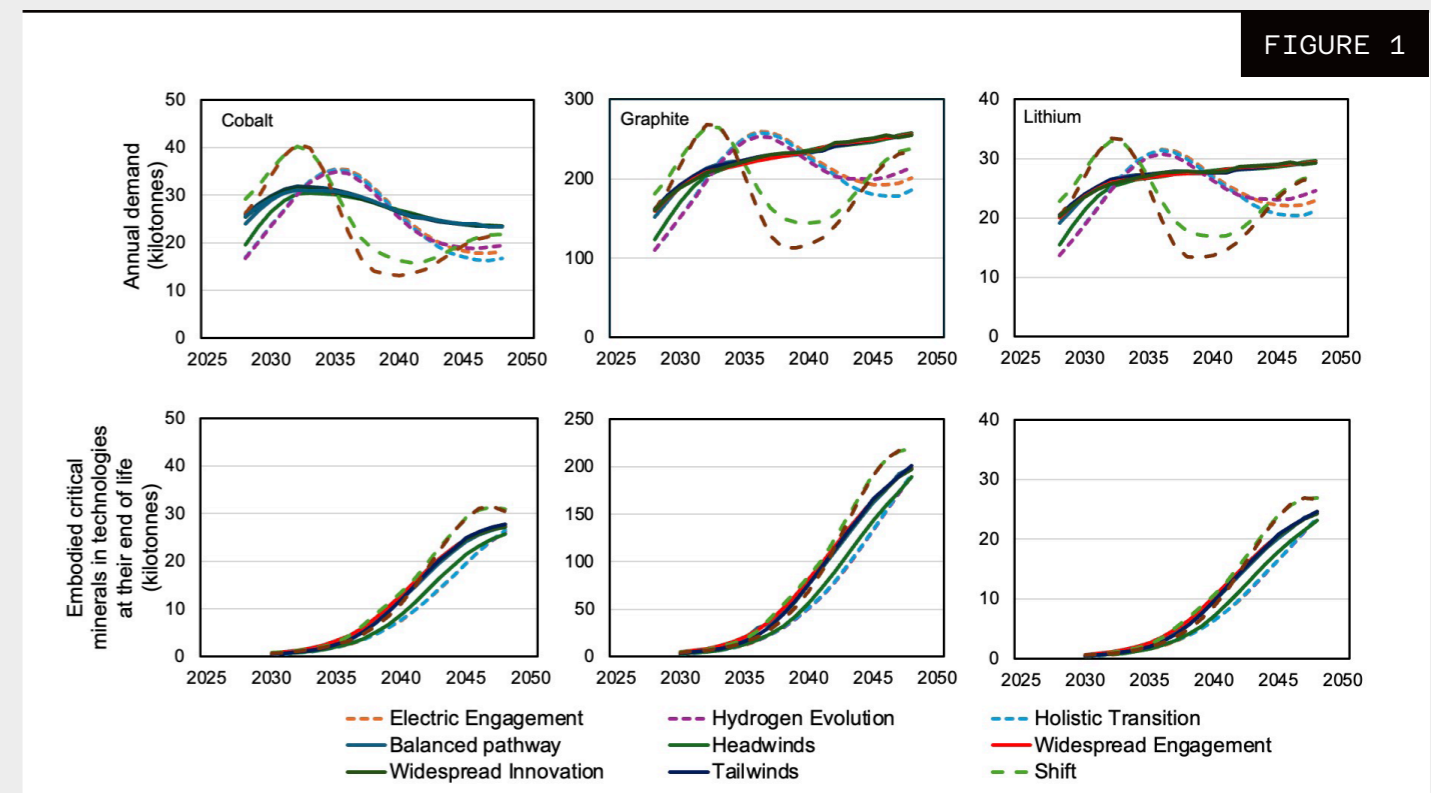 FIGURE 1
Annual demand
(kilotonnes)
Cobalt
50
40
30
20
10
0
2025 2030 2035 2040 2045 2050
Graphite
300
200
100
0
2025 2030 2035 2040 2045 2050
Lithium
40
30
20
10
0
2025 2030 2035 2040 2045 2050
Embodied critical
minerals in technologies
at their end of life
(kilotonnes)
50
40
30
20
10
0
2025 2030 2035 2040 2045 2050
250
200
150
100
50
0
2025 2030 2035 2040 2045 2050
40
30
20
10
0
2025 2030 2035 2040 2045 2050
Electric Engagement Hydrogen Evolution Holistic Transition
Balanced pathway Headwinds Widespread Engagement
Widespread Innovation Tailwinds Shift